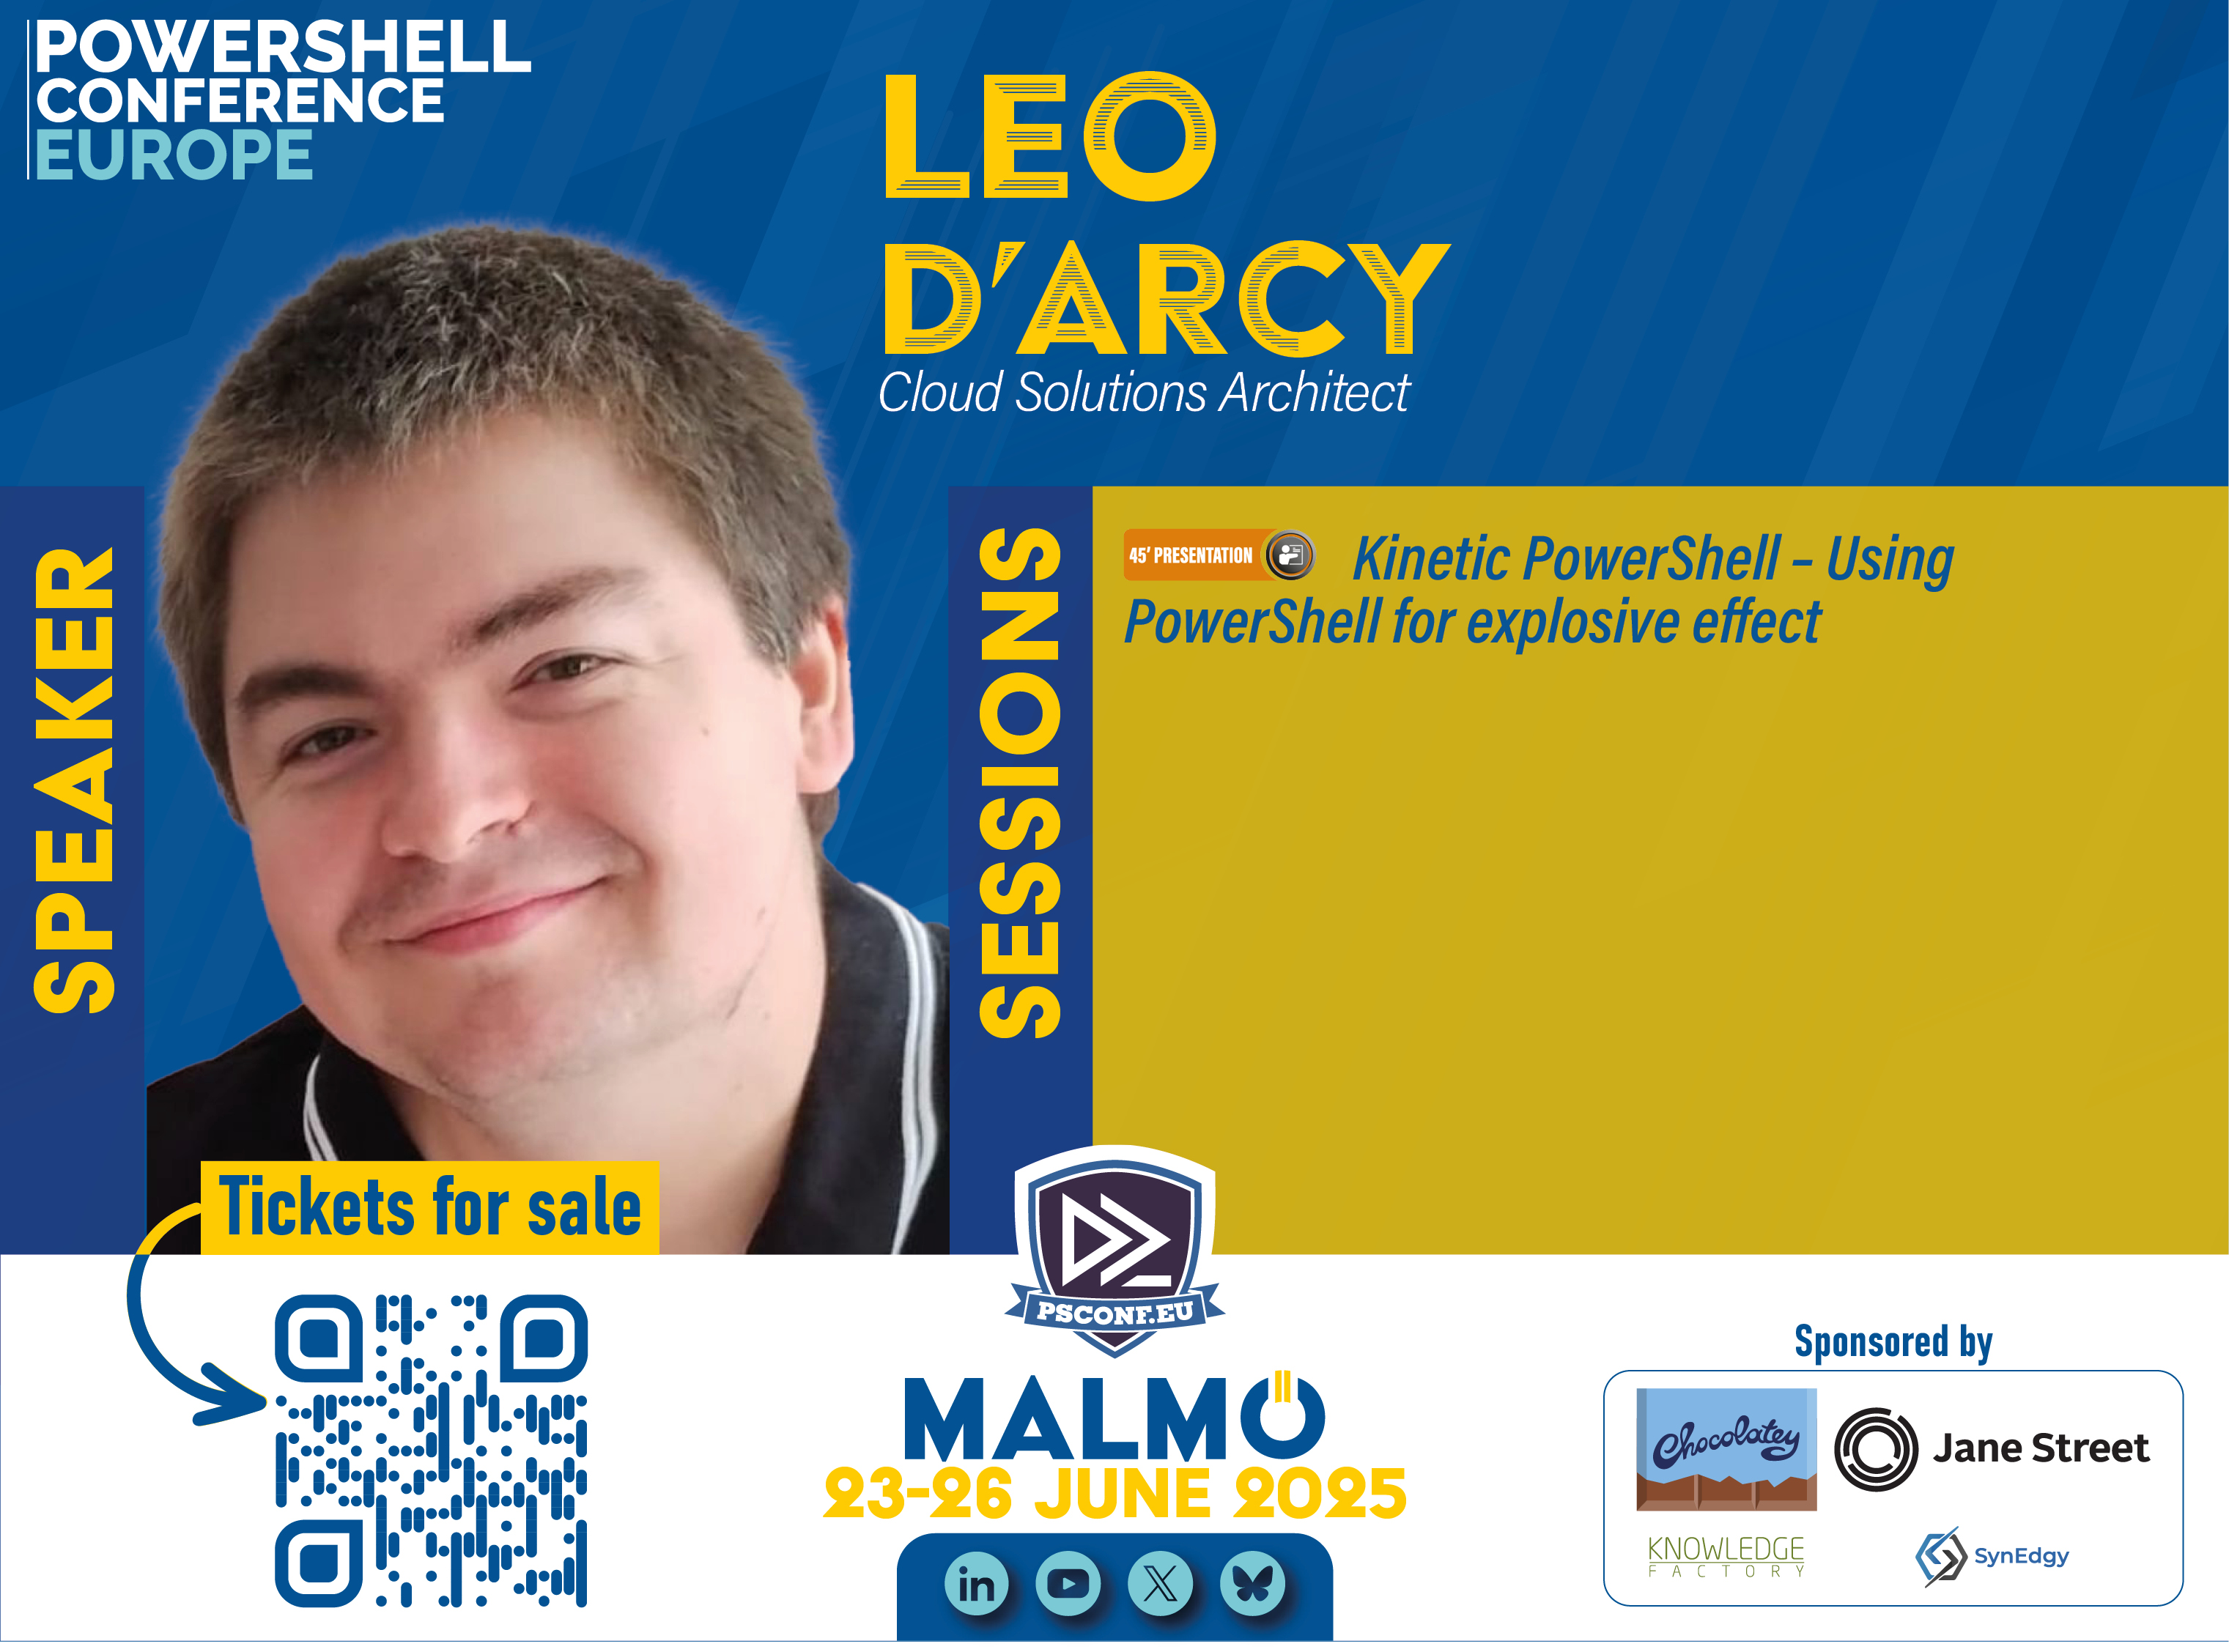 POWERSHELL
CONFERENCE
EUROPE
LEO
D'ARCY
Cloud Solutions Architect
SPEAKER
SESSIONS
45' PRESENTATION Kinetic PowerShell - Using
PowerShell for explosive effect
Tickets for sale
PSCONF.EU
MALMÖ
23-26 JUNE 2025
in
X
Sponsored by
Chocolatey
Jane Street
KNOWLEDGE
FACTORY
SynEdgy